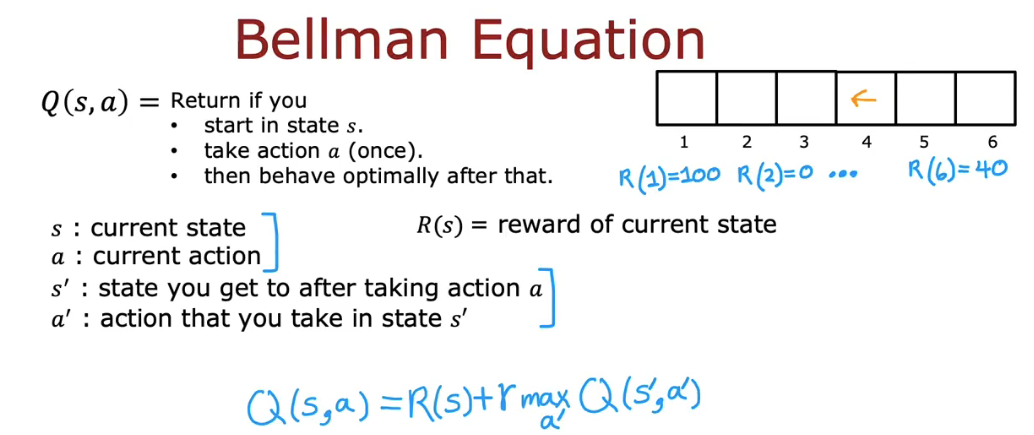 Bellman Equation
Q(s, a) = Return if you
• start in state s.
• take action a (once).
• then behave optimally after that.
←
1 2 3 4 5 6
R(1)=100 R(2)=0 ... R(6)=40
s : current state
a : current action
R(s) = reward of current state
s' : state you get to after taking action a
a' : action that you take in state s'
Q(s,a) = R(s)+γ max Q(s',a')
a'